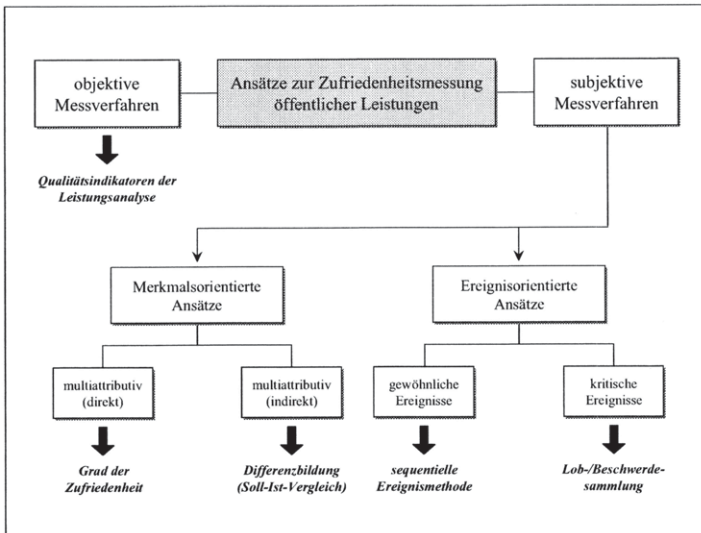 objektive
Messverfahren
Ansätze zur Zufriedenheitsmessung
öffentlicher Leistungen
subjektive
Messverfahren
Qualitätsindikatoren der
Leistungsanalyse
Merkmalsorientierte
Ansätze
Ereignisorientierte
Ansätze
multiattributiv
(direkt)
multiattributiv
(indirekt)
gewöhnliche
Ereignisse
kritische
Ereignisse
Grad der
Zufriedenheit
Differenzbildung
(Soll-Ist-Vergleich)
sequentielle
Ereignismethode
Lob-/Beschwerde-
sammlung